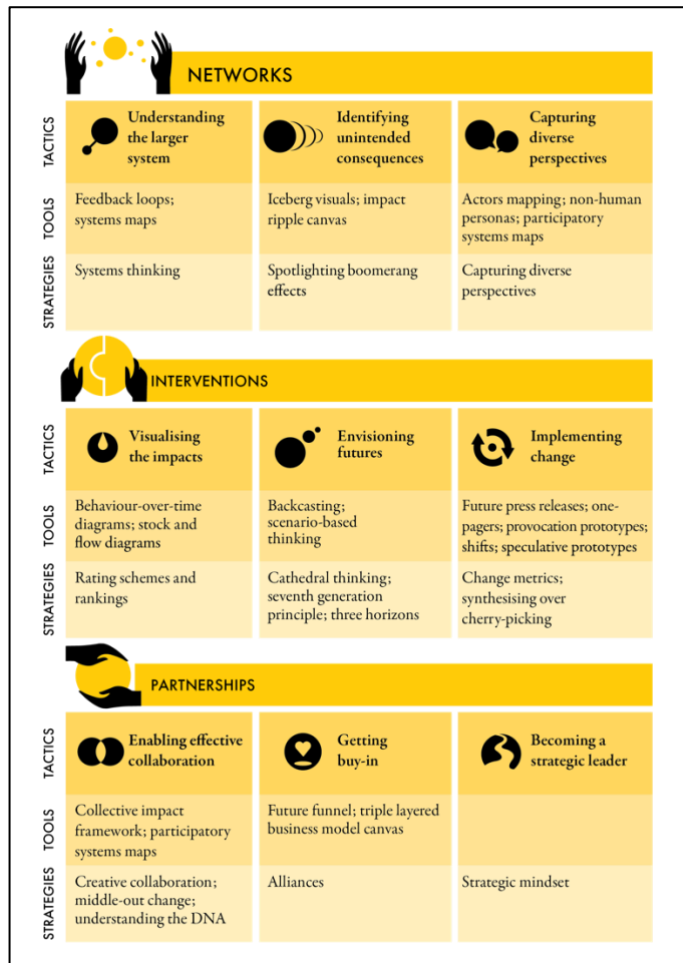 NETWORKS
TACTICS
Understanding
the larger
system
Identifying
unintended
consequences
Capturing
diverse
perspectives
TOOLS
Feedback loops;
systems maps
Iceberg visuals; impact
ripple canvas
Actors mapping; non-human
personas; participatory
systems maps
STRATEGIES
Systems thinking
Spotlighting boomerang
effects
Capturing diverse
perspectives
INTERVENTIONS
TACTICS
Visualising
the impacts
Envisioning
futures
Implementing
change
TOOLS
Behaviour-over-time
diagrams; stock and
flow diagrams
Backcasting;
scenario-based
thinking
Future press releases; one-
pagers; provocation prototypes;
shifts; speculative prototypes
STRATEGIES
Rating schemes and
rankings
Cathedral thinking;
seventh generation
principle; three horizons
Change metrics;
synthesising over
cherry-picking
PARTNERSHIPS
TACTICS
Enabling effective
collaboration
Getting
buy-in
Becoming a
strategic leader
TOOLS
Collective impact
framework; participatory
systems maps
Future funnel; triple layered
business model canvas
STRATEGIES
Creative collaboration;
middle-out change;
understanding the DNA
Alliances
Strategic mindset